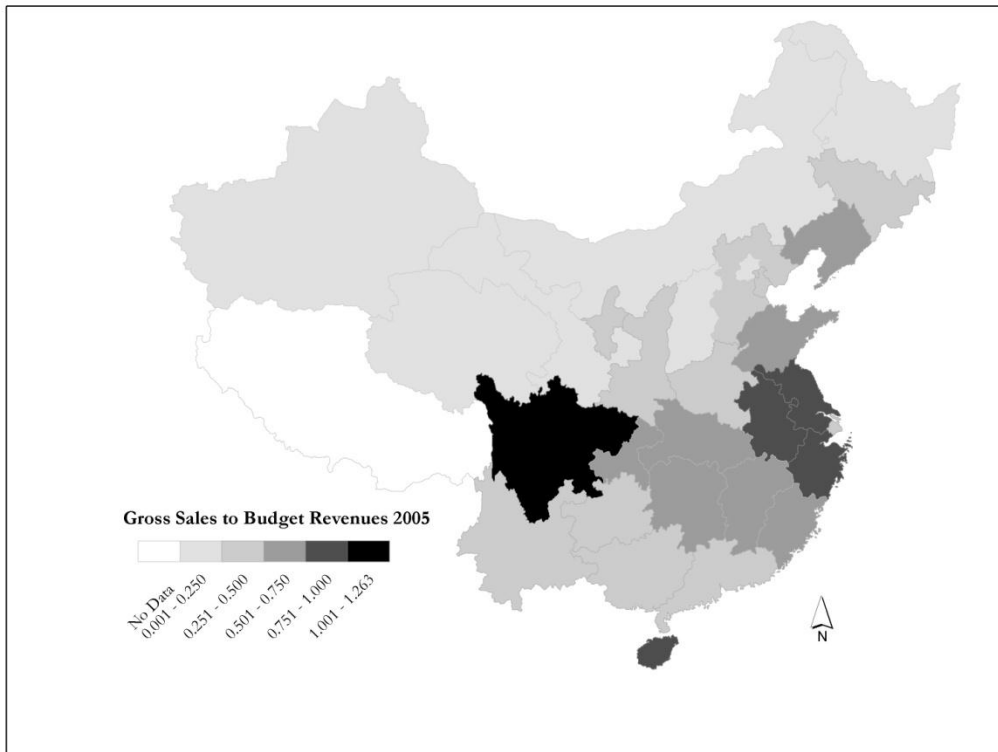 Gross Sales to Budget Revenues 2005
No Data
0.001 - 0.250
0.251 - 0.500
0.501 - 0.750
0.751 - 1.000
1.001 - 1.263
N